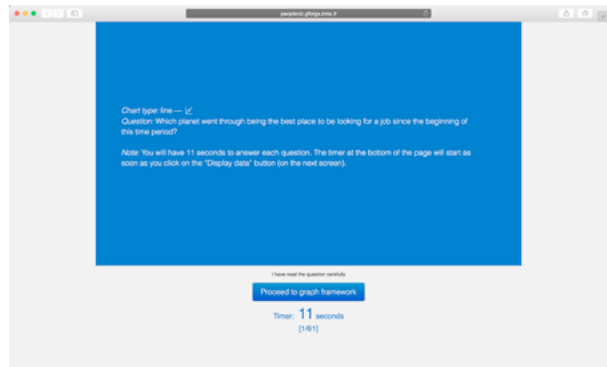 peopleviz.gforge.inria.fr
Chart type: line —
Question: Which planet went through being the best place to be looking for a job since the beginning of
this time period?
Note: You will have 11 seconds to answer each question. The timer at the bottom of the page will start as
soon as you click on the "Display data" button (on the next screen).
I have read the question carefully
Proceed to graph framework
Timer: 11 seconds
[1/61]